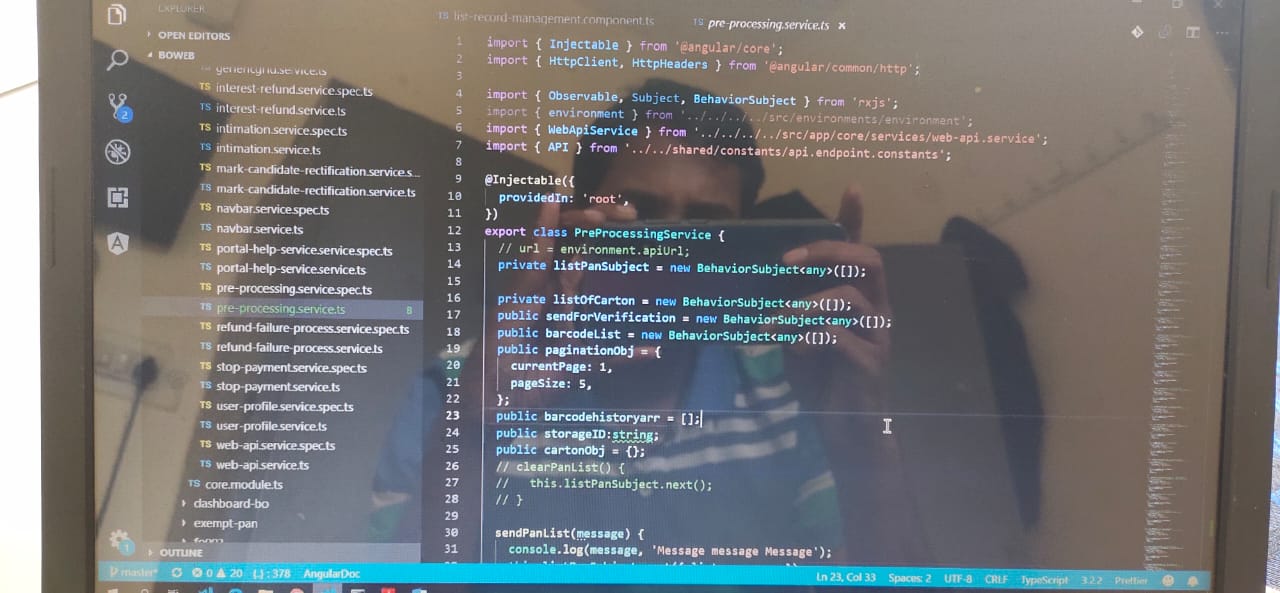 EXPLORER
OPEN EDITORS
BOWEB
genericgrid.service.ts
TS interest-refund.service.spec.ts
TS interest-refund.service.ts
TS intimation.service.spec.ts
TS intimation.service.ts
TS mark-candidate-rectification.service.s...
TS mark-candidate-rectification.service.ts
TS navbar.service.spec.ts
TS navbar.service.ts
TS portal-help-service.service.spec.ts
TS portal-help-service.service.ts
TS pre-processing.service.spec.ts
TS pre-processing.service.ts 8
TS refund-failure-process.service.spec.ts
TS refund-failure-process.service.ts
TS stop-payment.service.spec.ts
TS stop-payment.service.ts
TS user-profile.service.spec.ts
TS user-profile.service.ts
TS web-api.service.spec.ts
TS web-api.service.ts
TS core.module.ts
dashboard-bo
exempt-pan
OUTLINE
2
1
TS list-record-management.component.ts TS pre-processing.service.ts ×
1 import { Injectable } from '@angular/core';
2 import { HttpClient, HttpHeaders } from '@angular/common/http';
3
4 import { Observable, Subject, BehaviorSubject } from 'rxjs';
5 import { environment } from '../../../../src/environments/environment';
6 import { WebApiService } from '../../../../src/app/core/services/web-api.service';
7 import { API } from '../../shared/constants/api.endpoint.constants';
8
9 @Injectable({
10 providedIn: 'root',
11 })
12 export class PreProcessingService {
13 // url = environment.apiUrl;
14 private listPanSubject = new BehaviorSubject<any>([]);
15
16 private listOfCarton = new BehaviorSubject<any>([]);
17 public sendForVerification = new BehaviorSubject<any>([]);
18 public barcodeList = new BehaviorSubject<any>([]);
19 public paginationObj = {
20 currentPage: 1,
21 pageSize: 5,
22 };
23 public barcodehistoryarr = [];
24 public storageID:string;
25 public cartonObj = {};
26 // clearPanList() {
27 // this.listPanSubject.next();
28 // }
29
30 sendPanList(message) {
31 console.log(message, 'Message message Message');
master* 0 20 {.} : 378 AngularDoc Ln 23, Col 33 Spaces: 2 UTF-8 CRLF TypeScript 3.2.2 Prettier